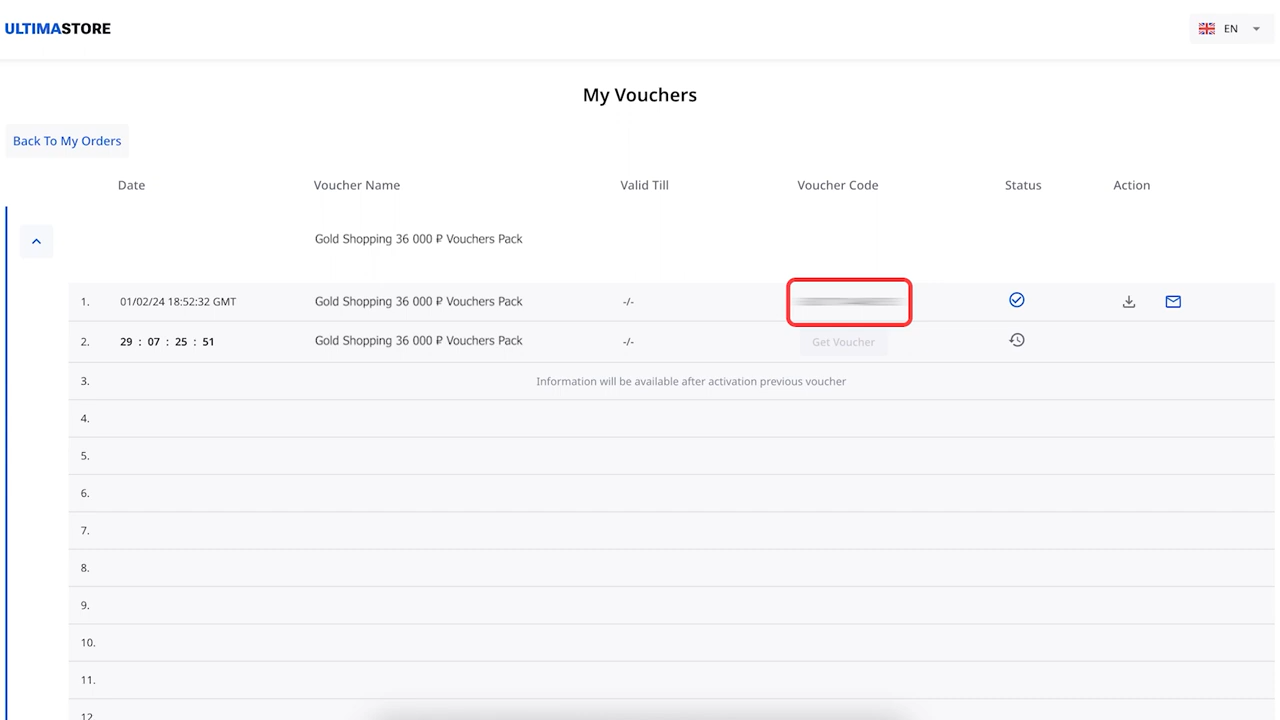 ULTIMASTORE
EN
My Vouchers
Back To My Orders
Date Voucher Name Valid Till Voucher Code Status Action
Gold Shopping 36 000 ₽ Vouchers Pack
1. 01/02/24 18:52:32 GMT Gold Shopping 36 000 ₽ Vouchers Pack -/-
2. 29 : 07 : 25 : 51 Gold Shopping 36 000 ₽ Vouchers Pack -/- Get Voucher
3. Information will be available after activation previous voucher
4.
5.
6.
7.
8.
9.
10.
11.
12